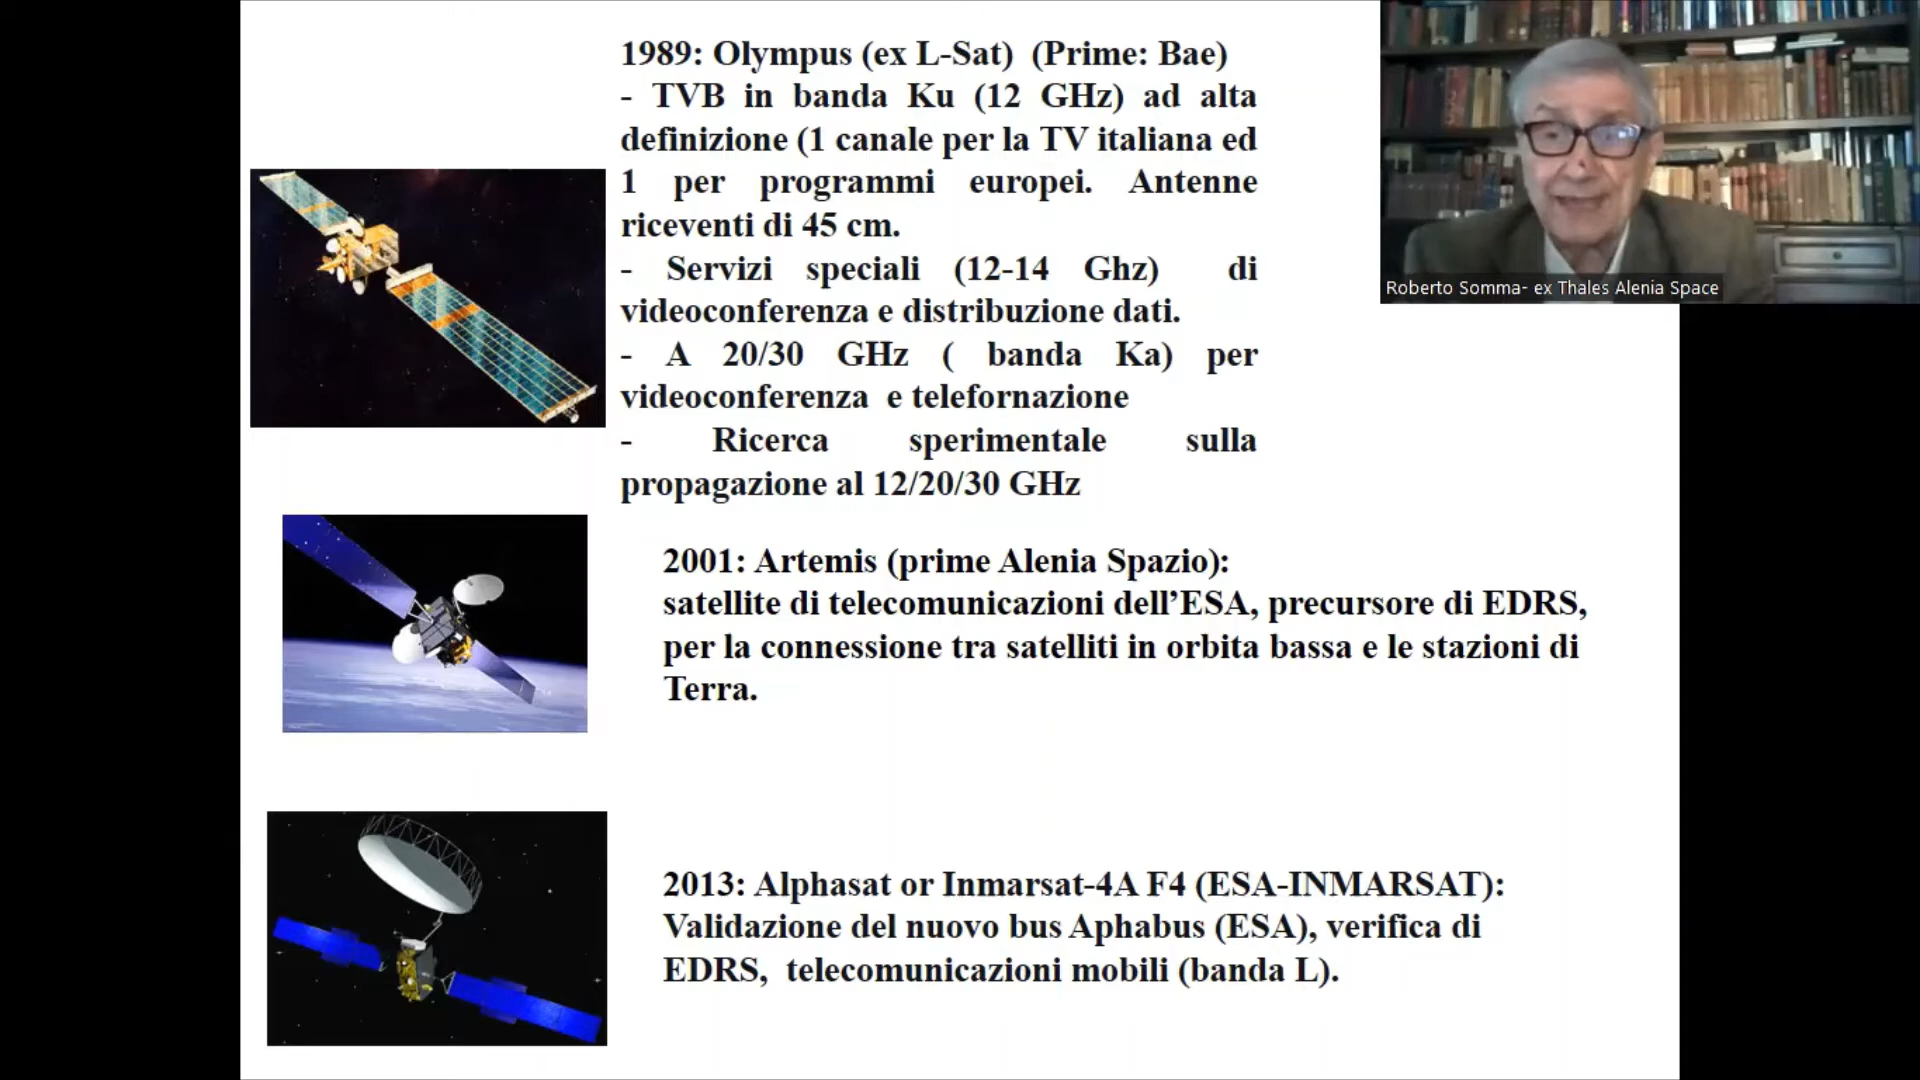 1989: Olympus (ex L-Sat) (Prime: Bae)
- TVB in banda Ku (12 GHz) ad alta
definizione (1 canale per la TV italiana ed
1 per programmi europei. Antenne
riceventi di 45 cm.
- Servizi speciali (12-14 Ghz) di
videoconferenza e distribuzione dati.
- A 20/30 GHz ( banda Ka) per
videoconferenza e telefornazione
- Ricerca sperimentale sulla
propagazione al 12/20/30 GHz
Roberto Somma- ex Thales Alenia Space
2001: Artemis (prime Alenia Spazio):
satellite di telecomunicazioni dell’ESA, precursore di EDRS,
per la connessione tra satelliti in orbita bassa e le stazioni di
Terra.
2013: Alphasat or Inmarsat-4A F4 (ESA-INMARSAT):
Validazione del nuovo bus Aphabus (ESA), verifica di
EDRS, telecomunicazioni mobili (banda L).